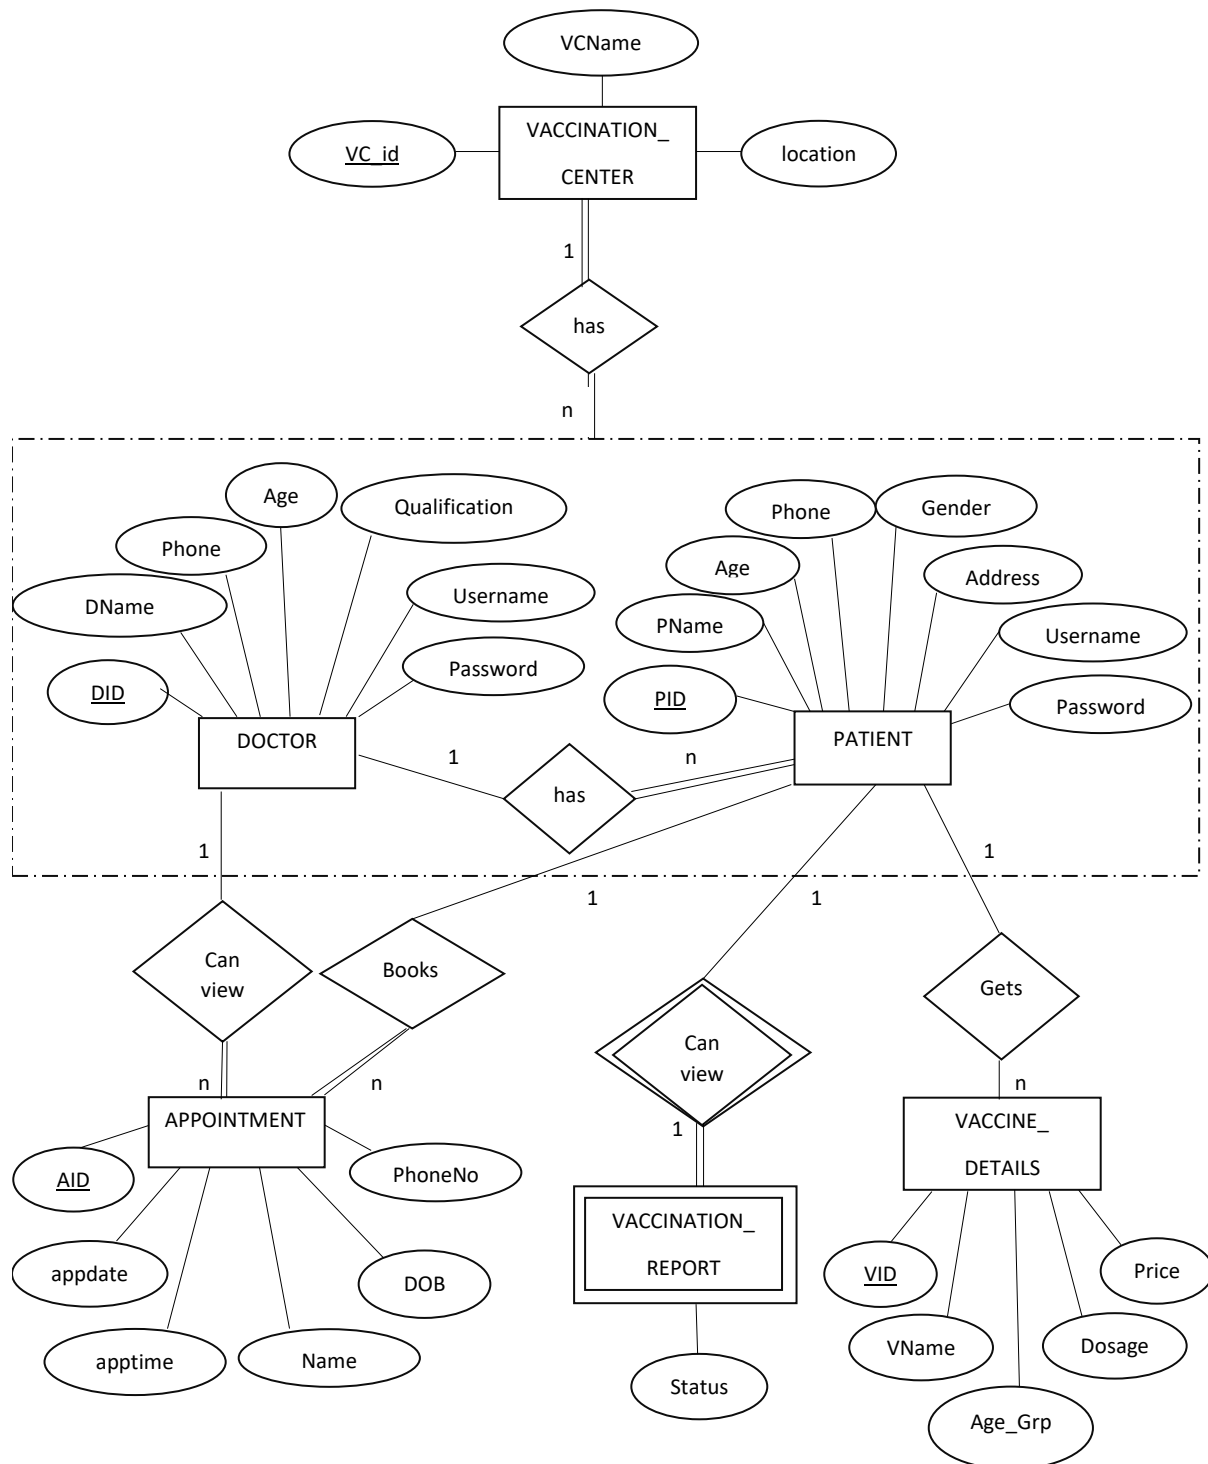 VCName
VACCINATION_
CENTER
VC_id
location
1
has
n
Age
Qualification
Phone
DName
Username
Password
DID
DOCTOR
Phone
Gender
Age
Address
PName
Username
PID
Password
PATIENT
1
has
n
1
1
1
1
Can
view
Books
Can
view
Gets
n
n
1
n
APPOINTMENT
AID
PhoneNo
appdate
DOB
apptime
Name
VACCINATION_
REPORT
Status
VACCINE_
DETAILS
VID
Price
VName
Dosage
Age_Grp